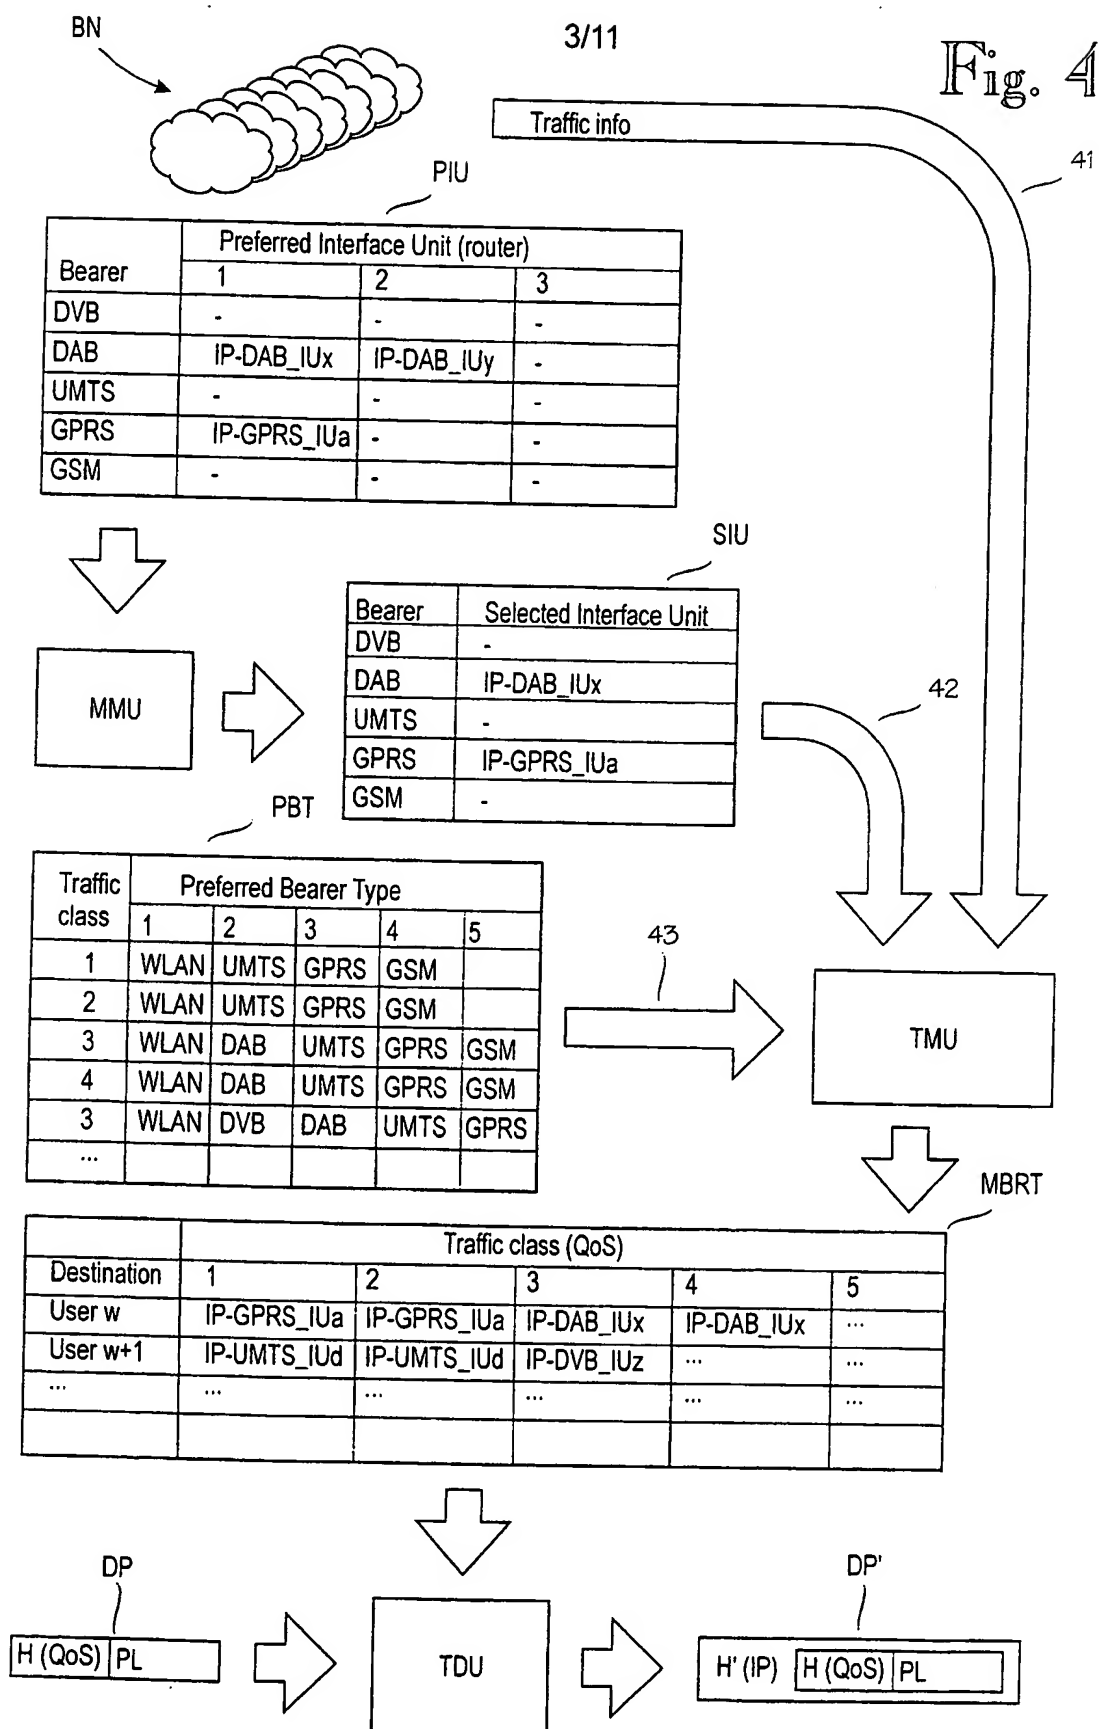 BN
3/11
Fig. 4
Traffic info
41
PIU
Bearer Preferred Interface Unit (router)
1 2 3
DVB - - -
DAB IP-DAB_IUx IP-DAB_IUy -
UMTS - - -
GPRS IP-GPRS_IUa - -
GSM - - -
SIU
Bearer Selected Interface Unit
DVB -
DAB IP-DAB_IUx
UMTS -
GPRS IP-GPRS_IUa
GSM -
MMU
42
PBT
Traffic class Preferred Bearer Type
1 2 3 4 5
1 WLAN UMTS GPRS GSM
2 WLAN UMTS GPRS GSM
3 WLAN DAB UMTS GPRS GSM
4 WLAN DAB UMTS GPRS GSM
3 WLAN DVB DAB UMTS GPRS
...
43
TMU
MBRT
Traffic class (QoS)
Destination 1 2 3 4 5
User w IP-GPRS_IUa IP-GPRS_IUa IP-DAB_IUx IP-DAB_IUx ...
User w+1 IP-UMTS_IUd IP-UMTS_IUd IP-DVB_IUz ... ...
... ... ... ... ... ...
DP
H (QoS) PL
TDU
DP'
H' (IP) H (QoS) PL